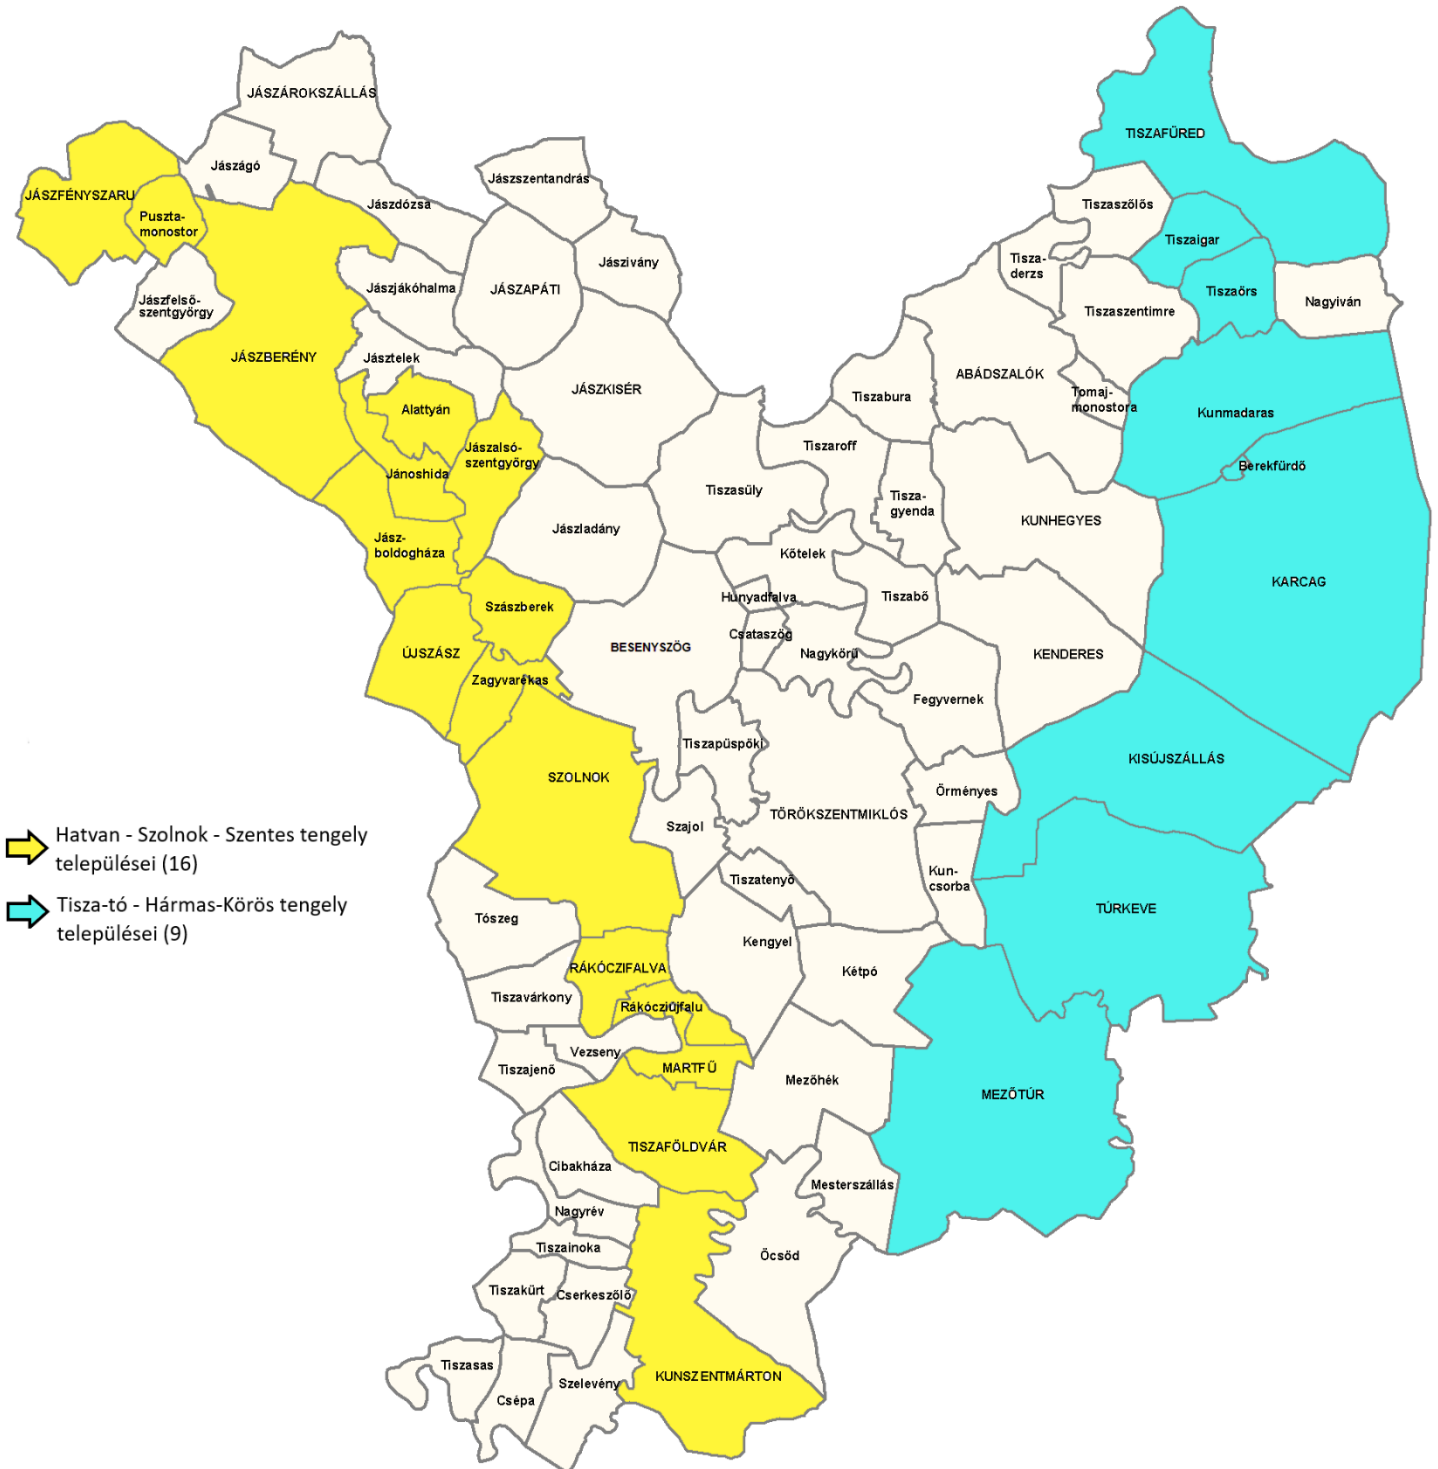 JÁSZÁROKSZÁLLÁS
TISZAFÜRED
Jászágó
Jászszentandrás
JÁSZFÉNYSZARU
Jászdózsa
Tiszaszőlős
Puszta-
monostor
Tiszaigar
Jászivány
Tisza-
derzs
Jászjákóhalma
JÁSZAPÁTI
Tiszaörs
Jászfelső-
szentgyörgy
Nagyiván
Tiszaszentimre
JÁSZBERÉNY
Jásztelek
ABÁDSZALÓK
JÁSZKISÉR
Tiszabura
Tomaj-
monostora
Alattyán
Kunmadaras
Jászalsó-
szentgyörgy
Tiszaroff
Berekfürdő
Jánoshida
Tiszasüly
Tisza-
gyenda
KUNHEGYES
Jászladány
Jász-
boldogháza
Kőtelek
KARCAG
Hunyadfalva
Tiszabő
Szászberek
Csataszög
BESENYSZÖG
ÚJSZÁSZ
Nagykörű
KENDERES
Zagyvarékas
Fegyvernek
Tiszapüspöki
KISÚJSZÁLLÁS
SZOLNOK
Örményes
TÖRÖKSZENTMIKLÓS
Szajol
Hatvan - Szolnok - Szentes tengely
települései (16)
Tiszatenyő
Kun-
csorba
Tisza-tó - Hármas-Körös tengely
települései (9)
TÚRKEVE
Tószeg
Kengyel
RÁKÓCZIFALVA
Kétpó
Tiszavárkony
Rákócziújfalu
Vezseny
Tiszajenő
MARTFŰ
Mezőhék
MEZŐTÚR
TISZAFÖLDVÁR
Cibakháza
Mesterszállás
Nagyrév
Tiszainoka
Öcsöd
Tiszakürt
Cserkeszőlő
Tiszasas
KUNSZENTMÁRTON
Szelevény
Csépa